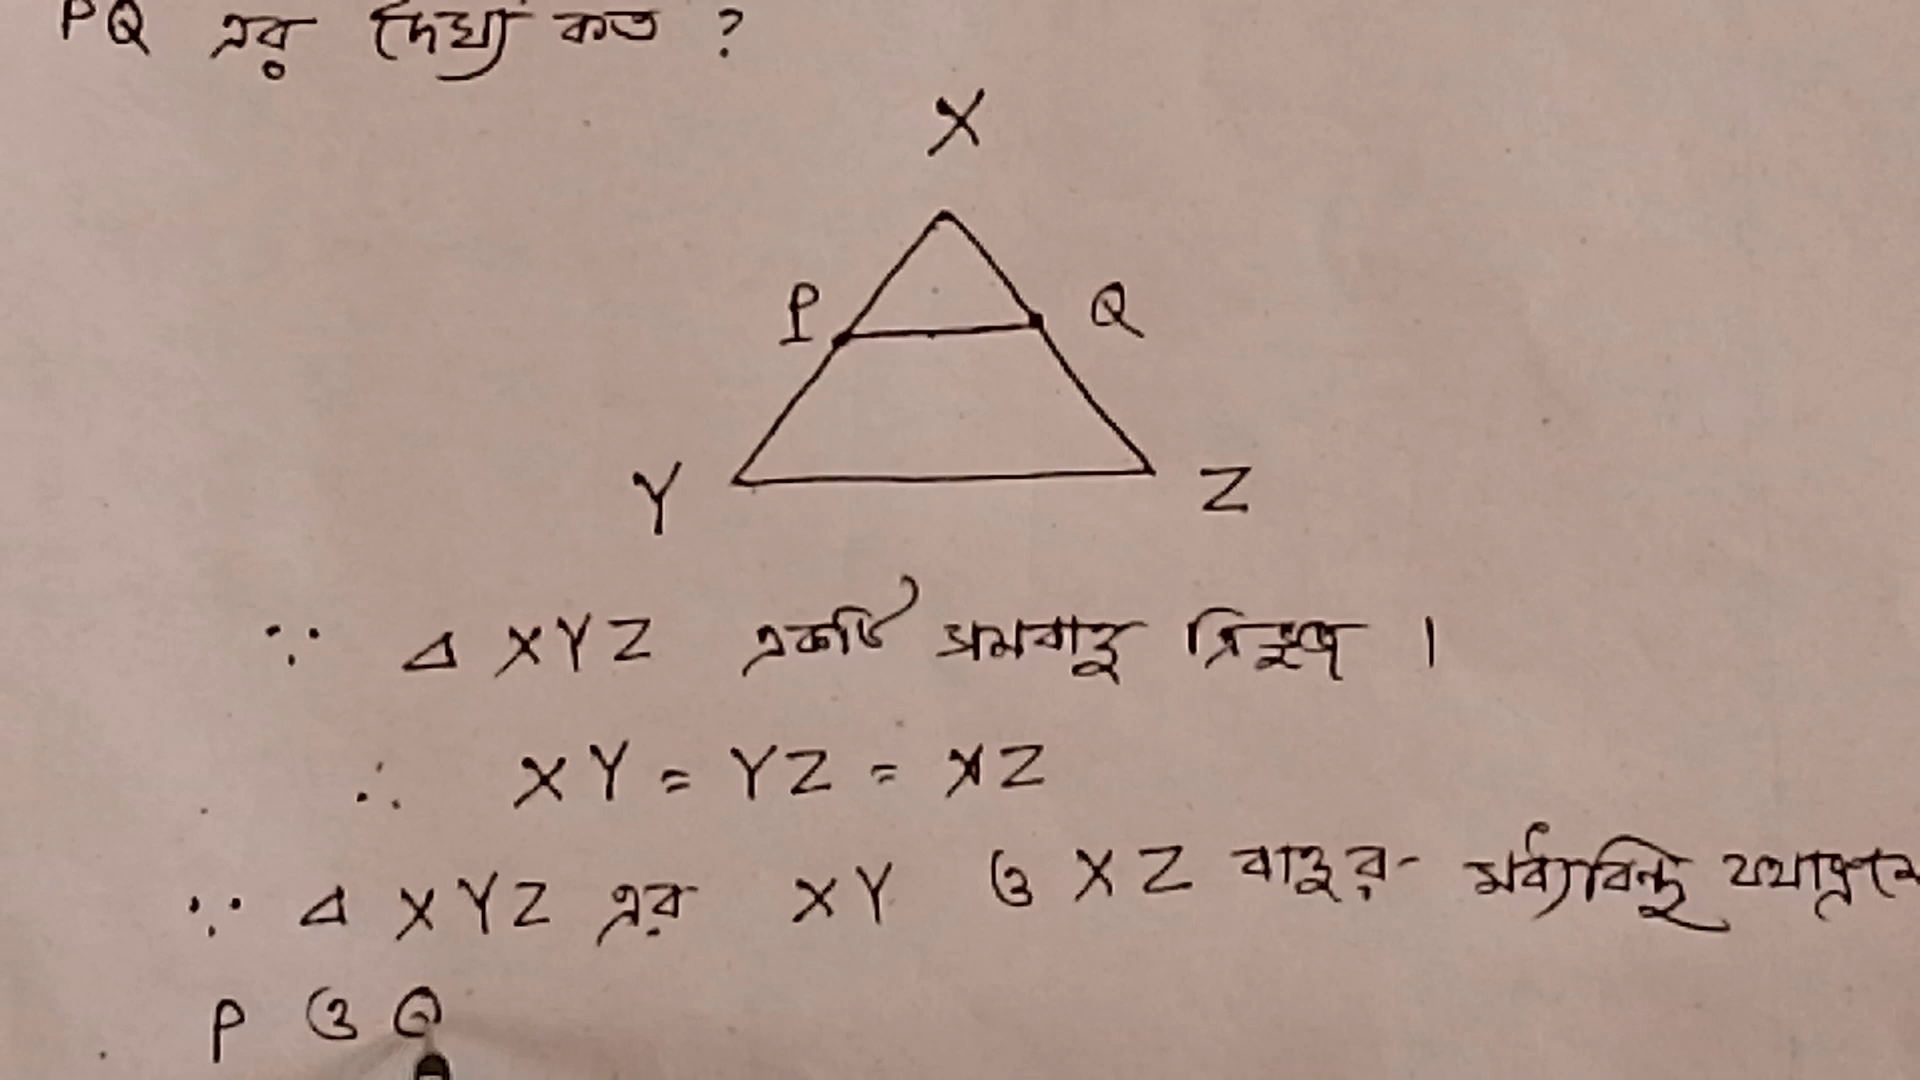 PQ এর দৈর্ঘ্য কত ?
X
P Q
Y Z
∵ Δ XYZ একটি সমবাহু ত্রিভুজ ।
∴ XY = YZ = XZ
∵ Δ XYZ এর XY ও XZ বাহুর মধ্যবিন্দু যথাক্রমে
P ও Q